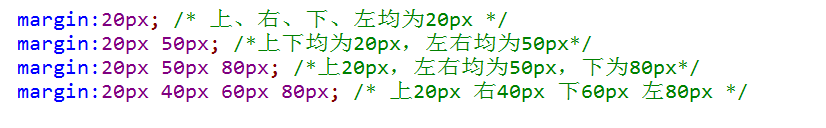 margin:20px; /* 上、右、下、左均为20px */
margin:20px 50px; /*上下均为20px，左右均为50px*/
margin:20px 50px 80px; /*上20px，左右均为50px，下为80px*/
margin:20px 40px 60px 80px; /* 上20px 右40px 下60px 左80px */